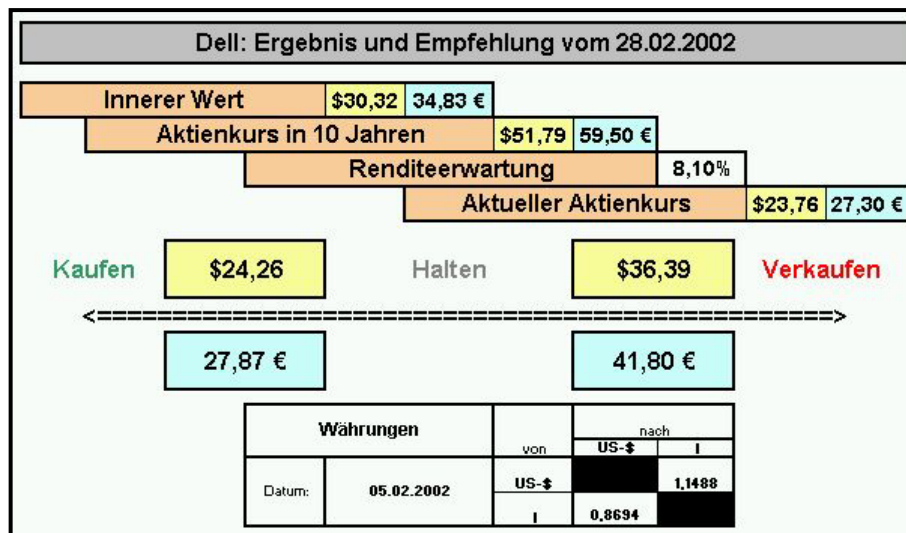 Dell: Ergebnis und Empfehlung vom 28.02.2002
Innerer Wert $30,32 34,83 €
Aktienkurs in 10 Jahren $51,79 59,50 €
Renditeerwartung 8,10%
Aktueller Aktienkurs $23,76 27,30 €
Kaufen $24,26 Halten $36,39 Verkaufen
<=============================================>
27,87 € 41,80 €
Währungen von nach
US-$ I
Datum: 05.02.2002 US-$ 1,1488
I 0,8694